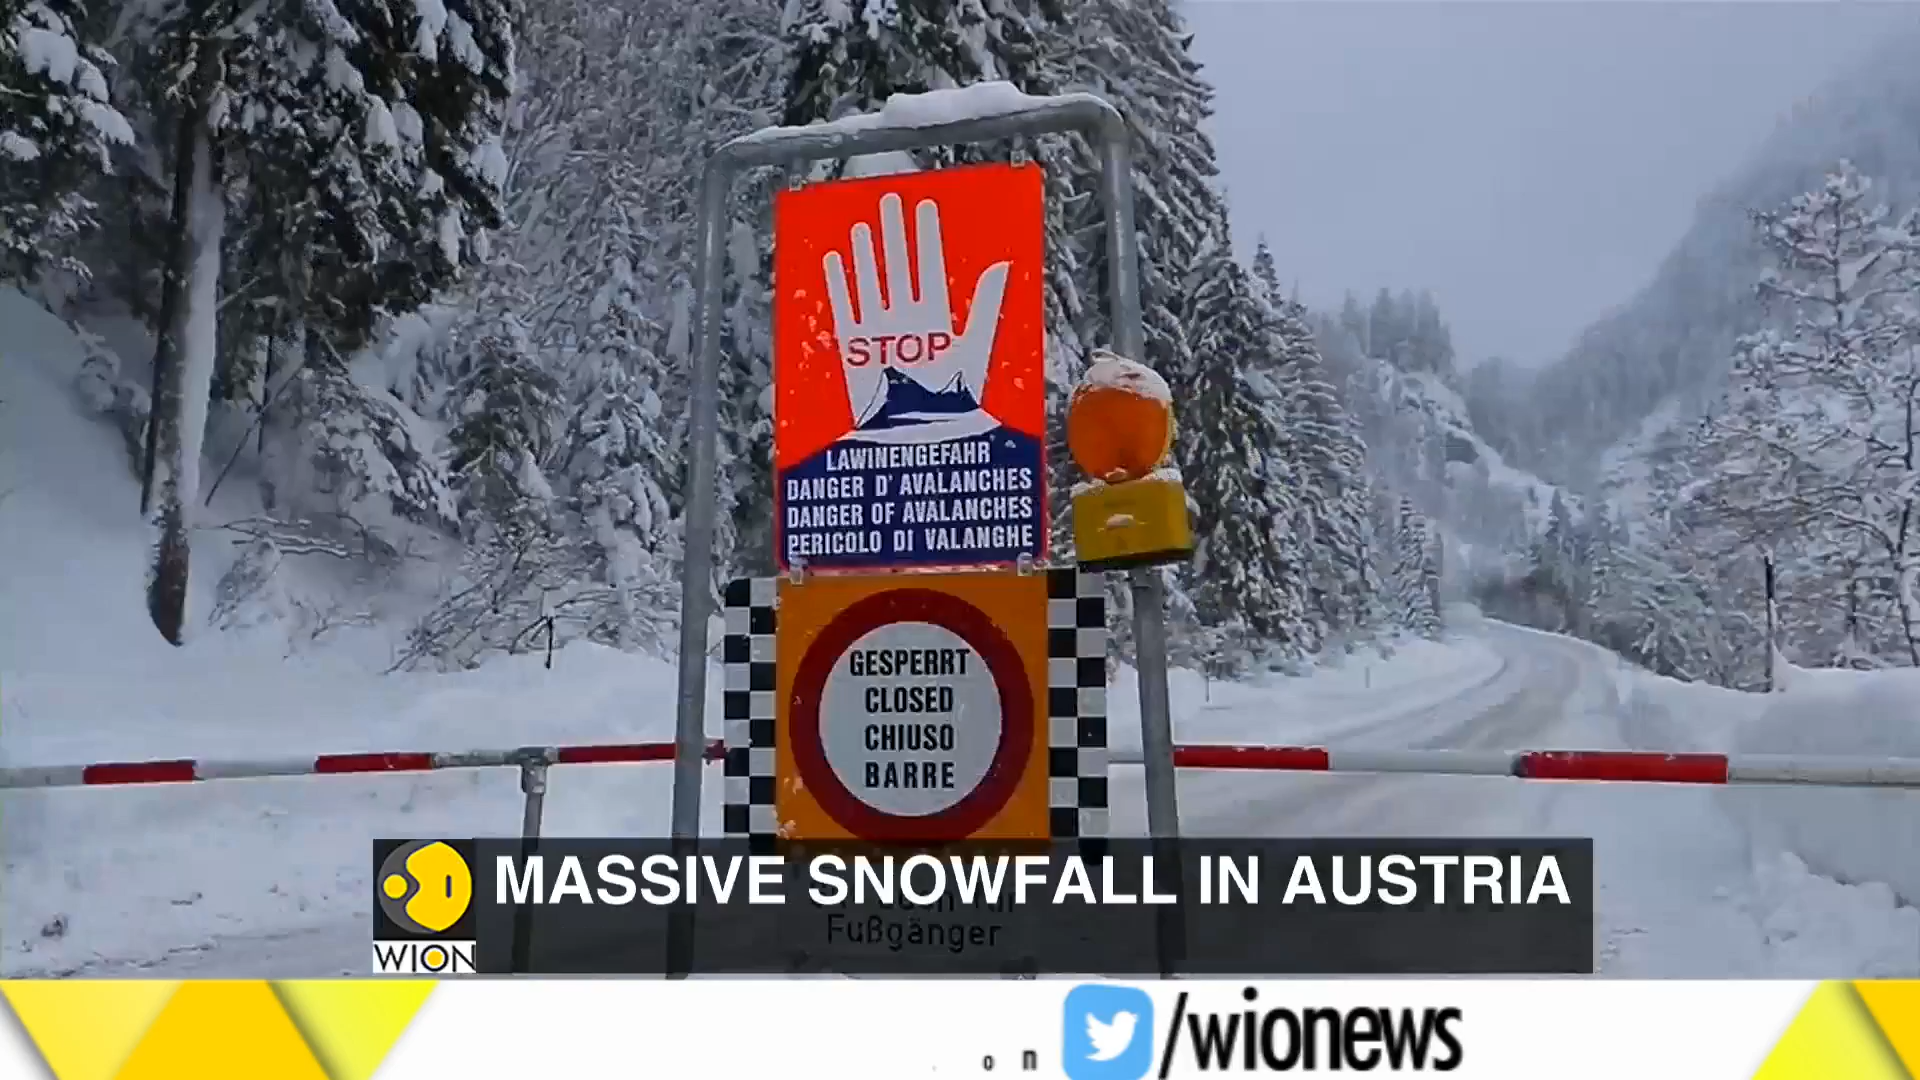 STOP
LAWINENGEFAHR
DANGER D' AVALANCHES
DANGER OF AVALANCHES
PERICOLO DI VALANGHE
GESPERRT
CLOSED
CHIUSO
BARRE
MASSIVE SNOWFALL IN AUSTRIA
Fußgänger
WION
on
/wionews